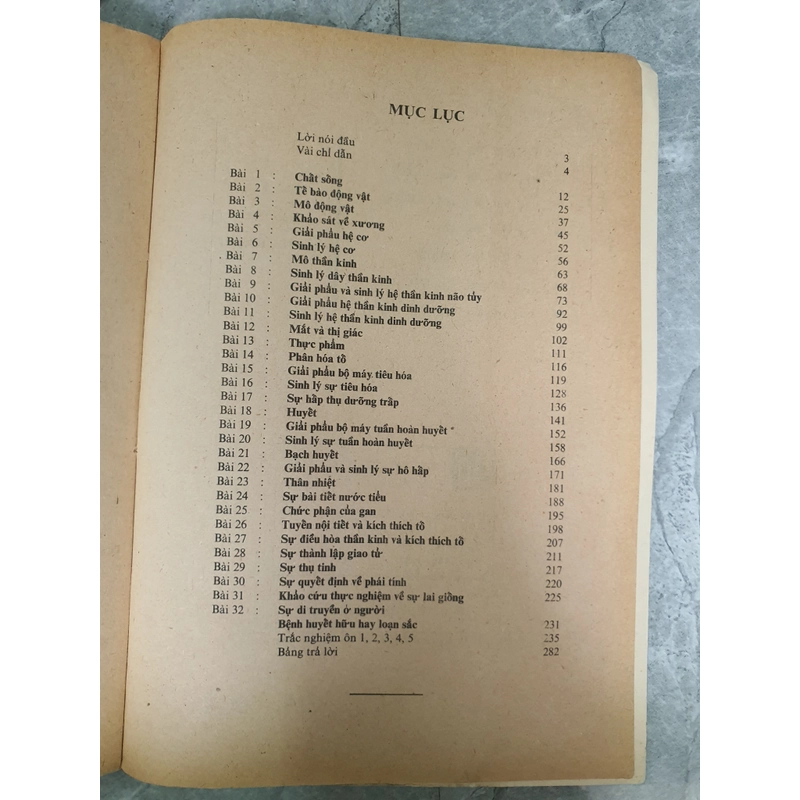 MỤC LỤC
Lời nói đầu 3
Vài chỉ dẫn 4
Bài 1 : Chất sống 12
Bài 2 : Tế bào động vật 25
Bài 3 : Mô động vật 37
Bài 4 : Khảo sát về xương 45
Bài 5 : Giải phẩu hệ cơ 52
Bài 6 : Sinh lý hệ cơ 56
Bài 7 : Mô thần kinh 63
Bài 8 : Sinh lý dây thần kinh 68
Bài 9 : Giải phẩu và sinh lý hệ thần kinh não tủy 73
Bài 10 : Giải phẩu hệ thần kinh dinh dưỡng 92
Bài 11 : Sinh lý hệ thần kinh dinh dưỡng 99
Bài 12 : Mắt và thị giác 102
Bài 13 : Thực phẩm 111
Bài 14 : Phân hóa tố 116
Bài 15 : Giải phẩu bộ máy tiêu hóa 119
Bài 16 : Sinh lý sự tiêu hóa 128
Bài 17 : Sự hấp thụ dưỡng trấp 136
Bài 18 : Huyết 141
Bài 19 : Giải phẩu bộ máy tuần hoàn huyết 152
Bài 20 : Sinh lý sự tuần hoàn huyết 158
Bài 21 : Bạch huyết 166
Bài 22 : Giải phẩu và sinh lý sự hô hấp 171
Bài 23 : Thân nhiệt 181
Bài 24 : Sự bài tiết nước tiểu 188
Bài 25 : Chức phận của gan 195
Bài 26 : Tuyến nội tiết và kích thích tố 198
Bài 27 : Sự điều hòa thần kinh và kích thích tố 207
Bài 28 : Sự thành lập giao tử 211
Bài 29 : Sự thụ tinh 217
Bài 30 : Sự quyết định về phái tính 220
Bài 31 : Khảo cứu thực nghiệm về sự lai giống 225
Bài 32 : Sự di truyền ở người
Bệnh huyết hữu hay loạn sắc 231
Trắc nghiệm ôn 1, 2, 3, 4, 5 235
Bảng trả lời 282